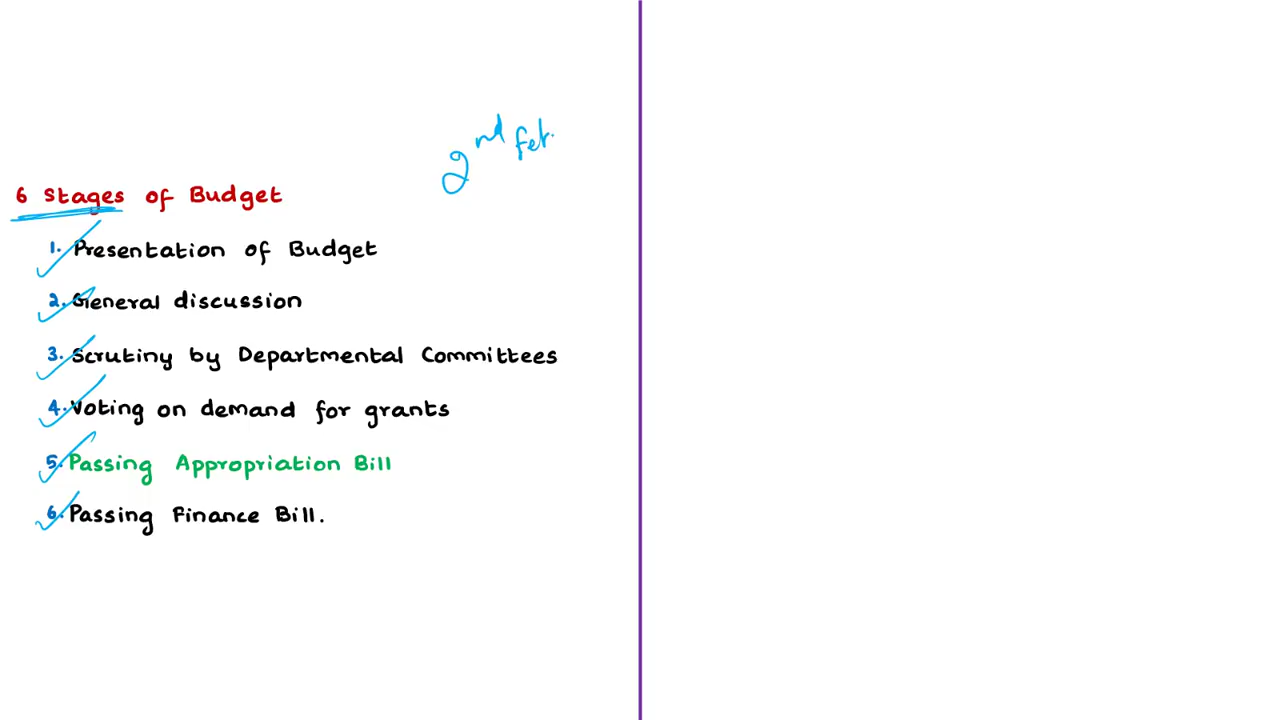 2nd Feb.
6 Stages of Budget
1. Presentation of Budget
2. General discussion
3. Scrutiny by Departmental Committees
4. Voting on demand for grants
5. Passing Appropriation Bill
6. Passing Finance Bill.